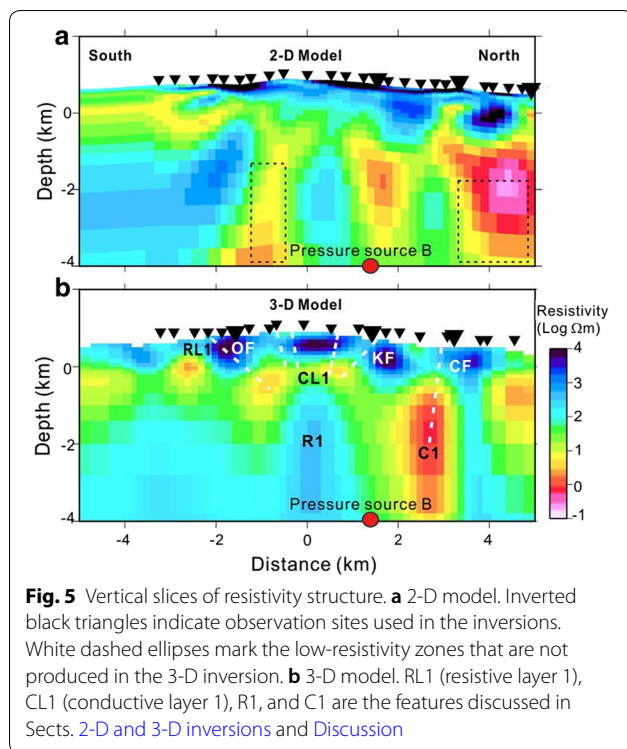 a
South 2-D Model North
2
Depth (km)
0
-2
-4
Pressure source B
b
3-D Model
2
Depth (km)
0
-2
-4
RL1 OF CL1 KF CF
R1 C1
Pressure source B
-4 -2 0 2 4
Distance (km)
Resistivity
(Log Ωm)
4
3
2
1
0
-1
Fig. 5 Vertical slices of resistivity structure. a 2-D model. Inverted
black triangles indicate observation sites used in the inversions.
White dashed ellipses mark the low-resistivity zones that are not
produced in the 3-D inversion. b 3-D model. RL1 (resistive layer 1),
CL1 (conductive layer 1), R1, and C1 are the features discussed in
Sects. 2-D and 3-D inversions and Discussion